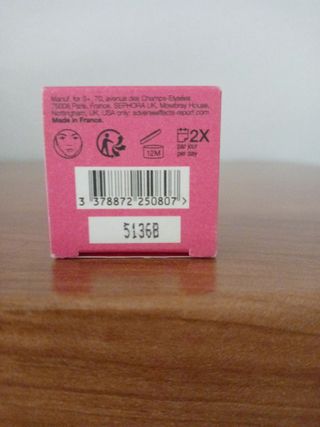 Manuf. for S+, 70, avenue des Champs-Elysées
75008 Paris, France. SEPHORA UK, Mowbray House,
Nottingham, UK. USA only: adverseeffects-report.com
Made in France.
12M
2X
par jour
per day
3 378872 250807 >
5136B